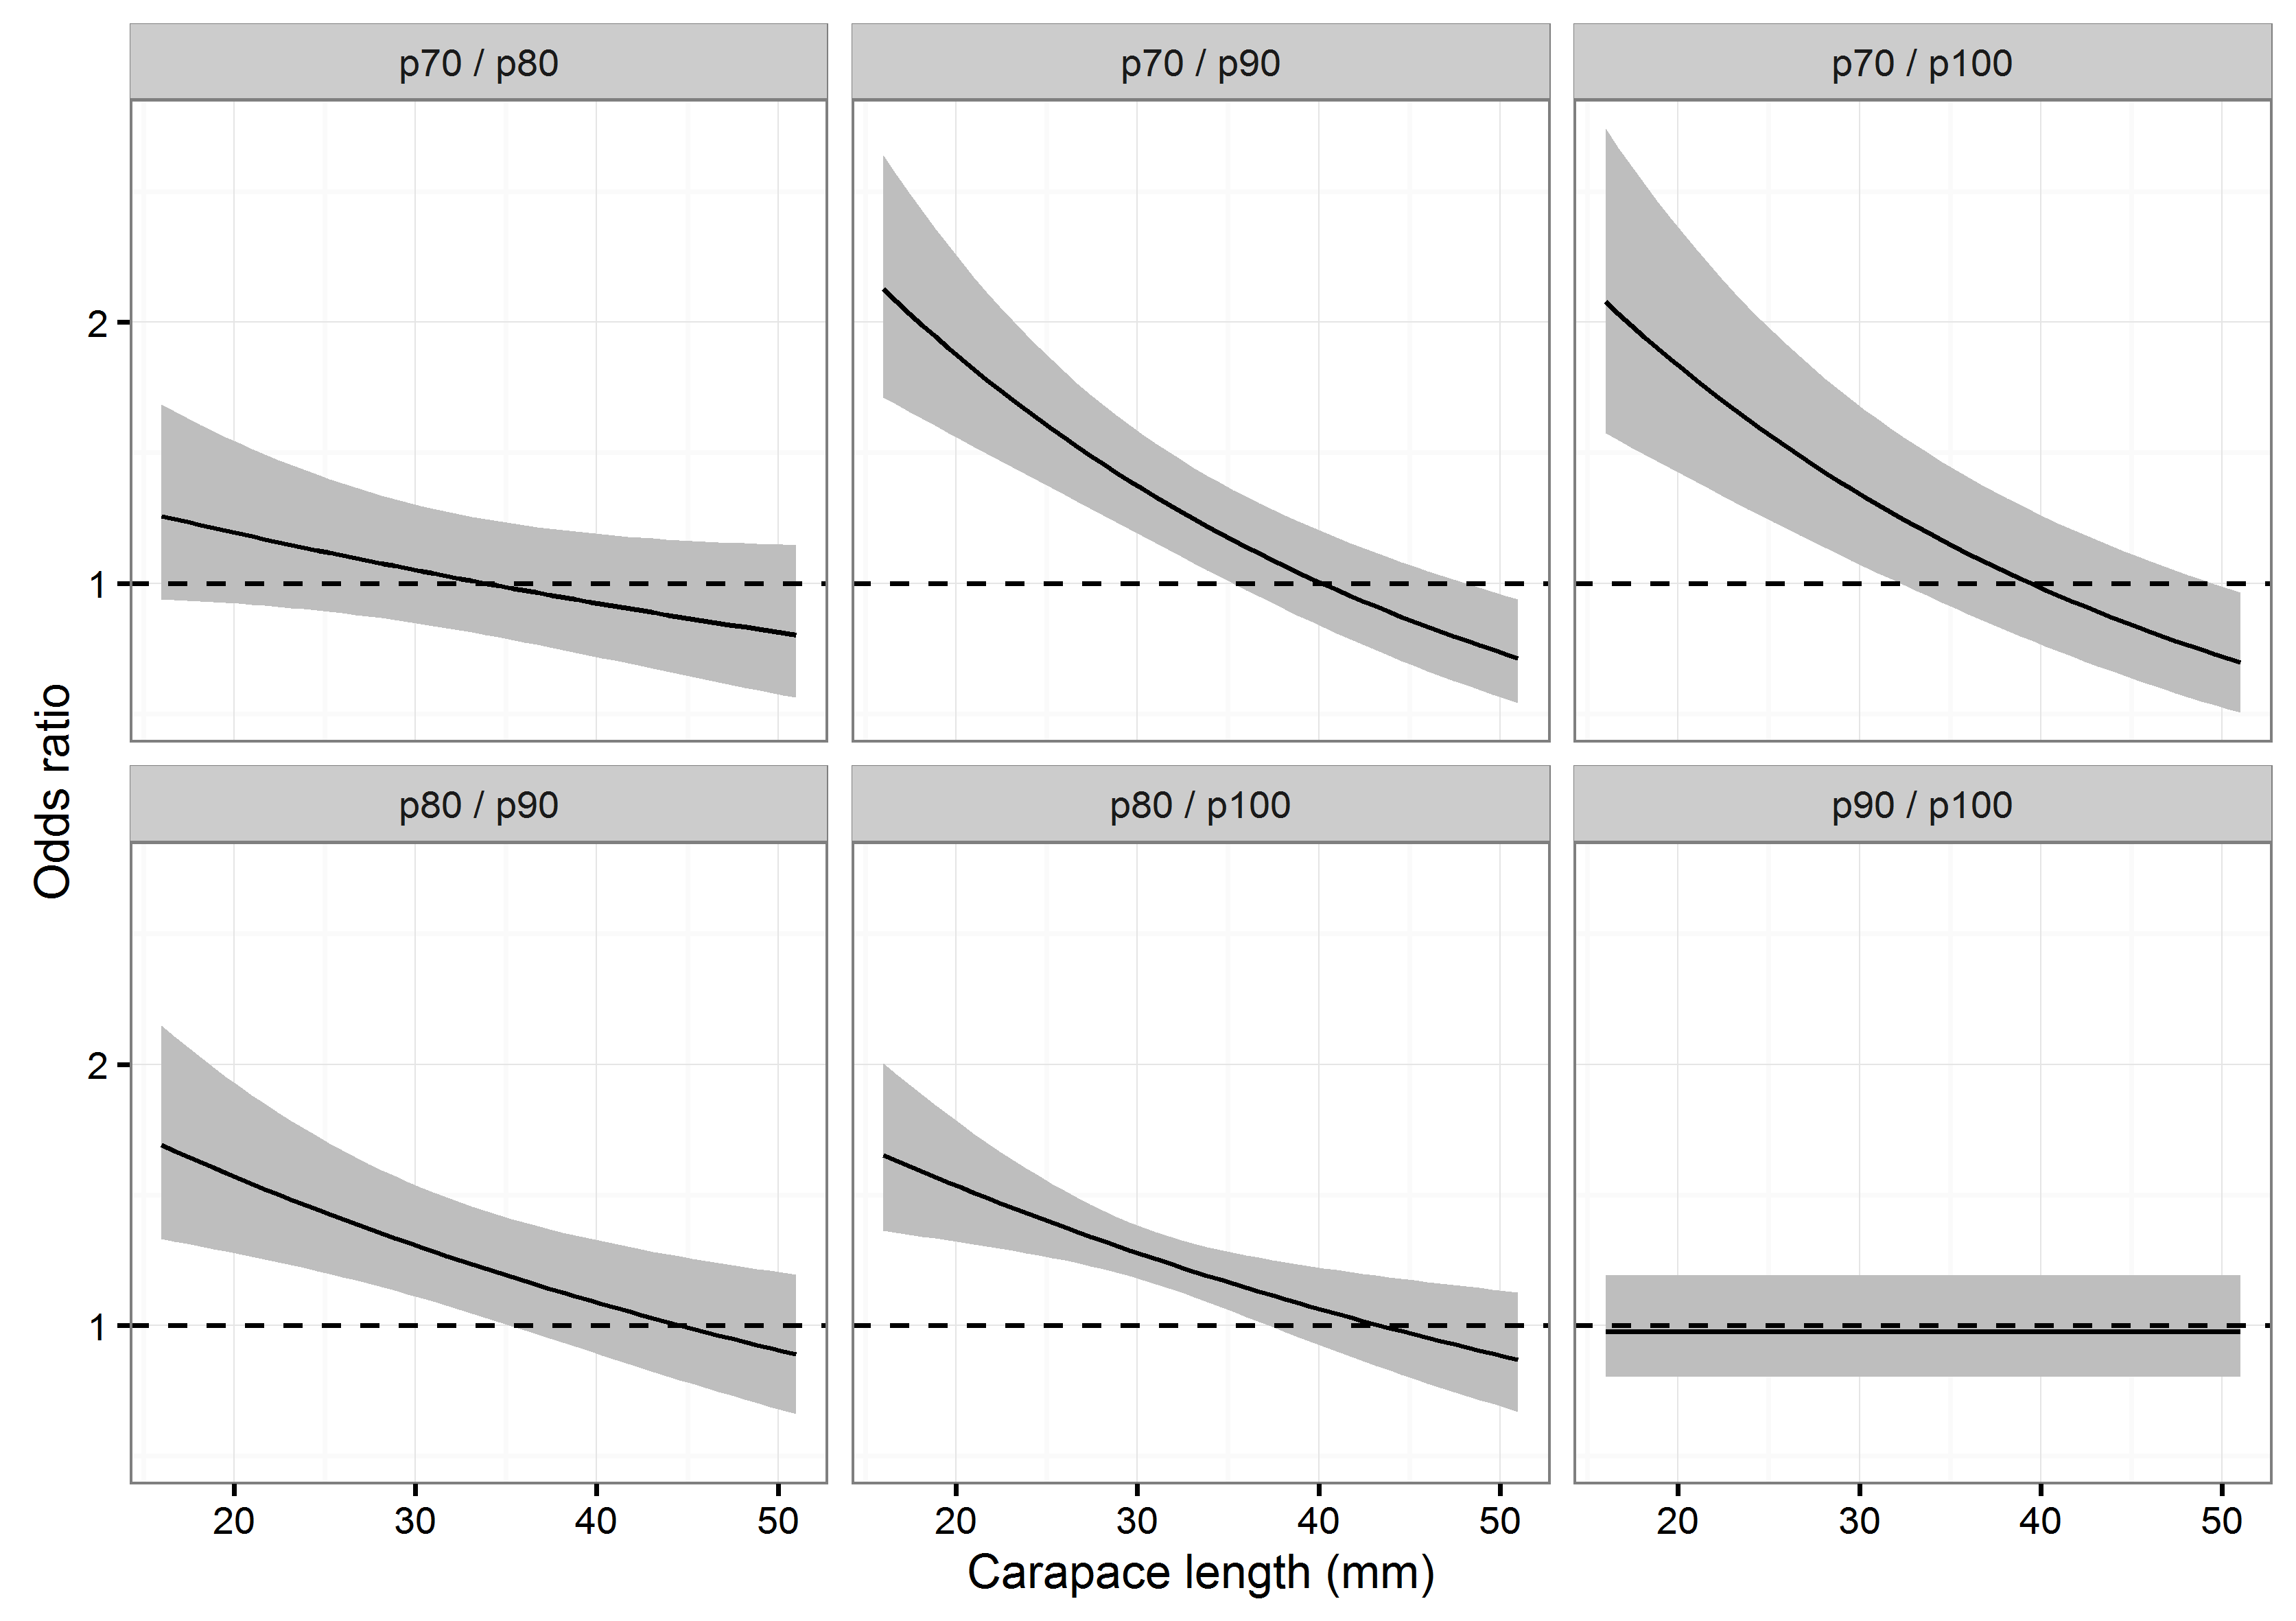 p70 / p80
p70 / p90
p70 / p100
2
1
Odds ratio
p80 / p90
p80 / p100
p90 / p100
2
1
20 30 40 50
20 30 40 50
20 30 40 50
Carapace length (mm)